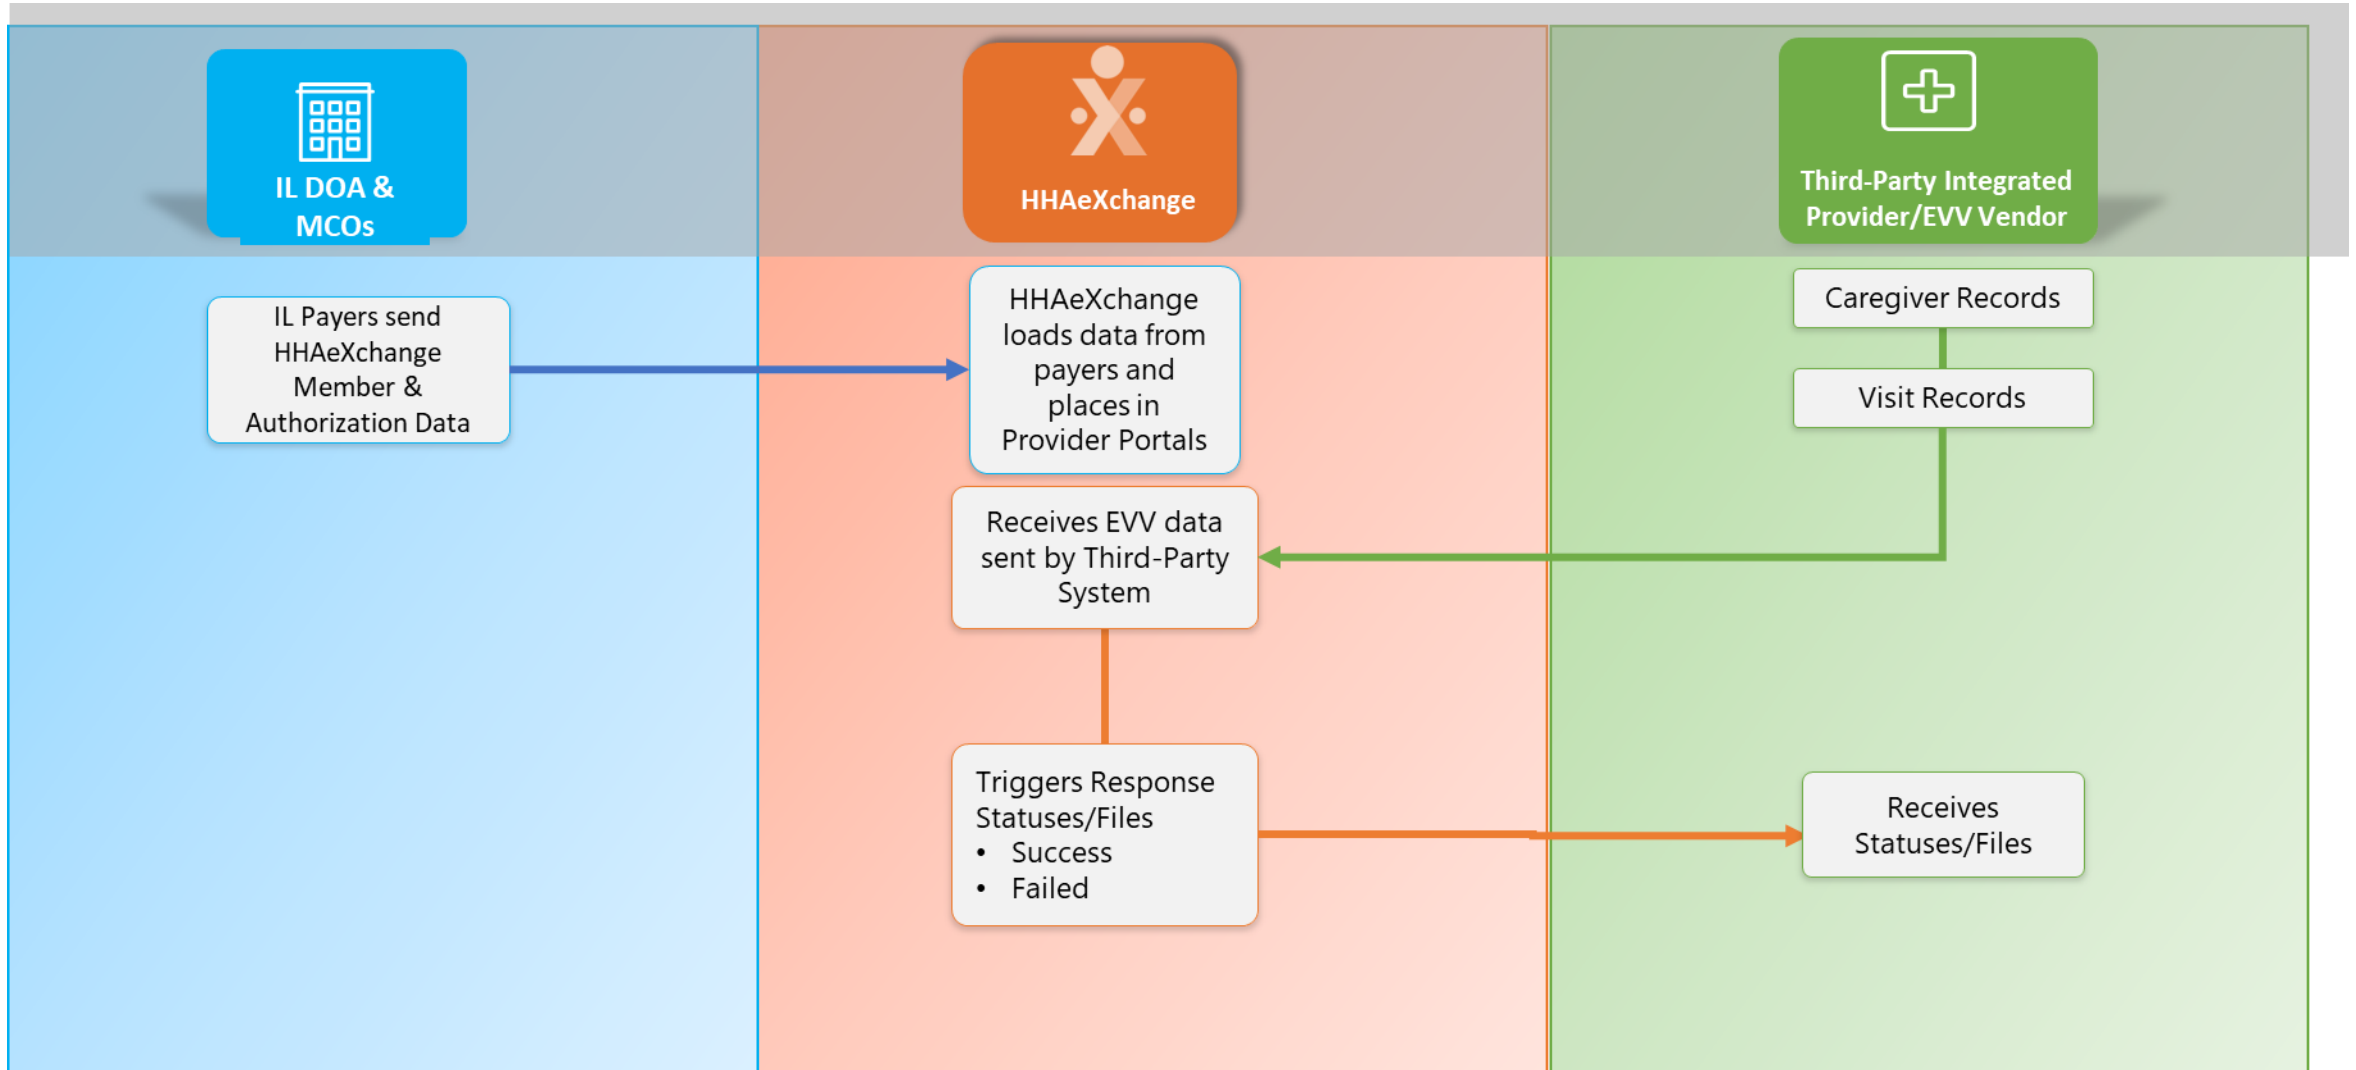 IL DOA &
MCOs
HHAeXchange
Third-Party Integrated
Provider/EVV Vendor
IL Payers send
HHAeXchange
Member &
Authorization Data
HHAeXchange
loads data from
payers and
places in
Provider Portals
Caregiver Records
Visit Records
Receives EVV data
sent by Third-Party
System
Triggers Response
Statuses/Files
• Success
• Failed
Receives
Statuses/Files